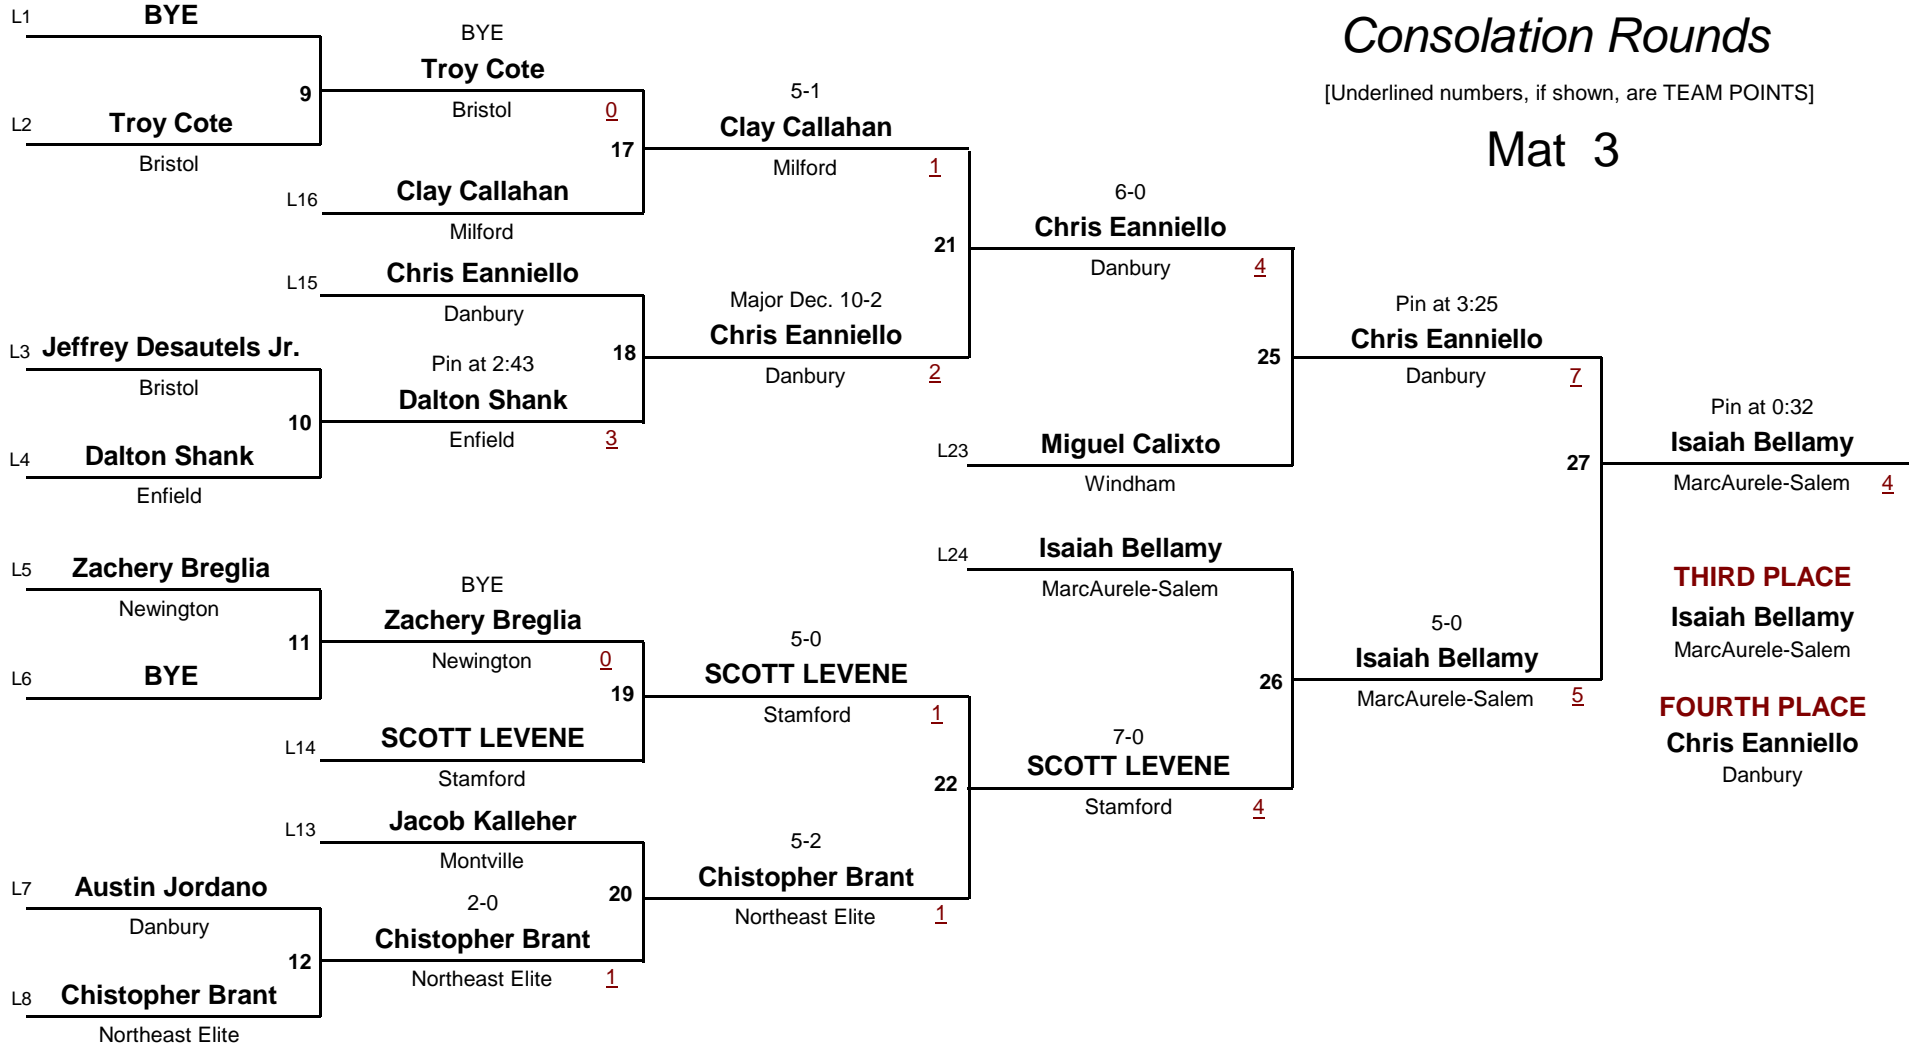 Consolation Rounds
[Underlined numbers, if shown, are TEAM POINTS]
Mat 3
L1 BYE
9
L2 Troy Cote
Bristol
BYE
Troy Cote
Bristol 0
17
L16 Clay Callahan
Milford
5-1
Clay Callahan
Milford 1
L15 Chris Eanniello
Danbury
L3 Jeffrey Desautels Jr.
Bristol
10
L4 Dalton Shank
Enfield
Pin at 2:43
Dalton Shank
Enfield 3
18
Major Dec. 10-2
Chris Eanniello
Danbury 2
21
6-0
Chris Eanniello
Danbury 4
25
L23 Miguel Calixto
Windham
Pin at 3:25
Chris Eanniello
Danbury 7
27
Pin at 0:32
Isaiah Bellamy
MarcAurele-Salem 4
L5 Zachery Breglia
Newington
11
L6 BYE
BYE
Zachery Breglia
Newington 0
19
L14 SCOTT LEVENE
Stamford
5-0
SCOTT LEVENE
Stamford 1
L13 Jacob Kalleher
Montville
L7 Austin Jordano
Danbury
12
L8 Chistopher Brant
Northeast Elite
2-0
Chistopher Brant
Northeast Elite 1
20
5-2
Chistopher Brant
Northeast Elite 1
22
7-0
SCOTT LEVENE
Stamford 4
L24 Isaiah Bellamy
MarcAurele-Salem
26
5-0
Isaiah Bellamy
MarcAurele-Salem 5
THIRD PLACE
Isaiah Bellamy
MarcAurele-Salem
FOURTH PLACE
Chris Eanniello
Danbury